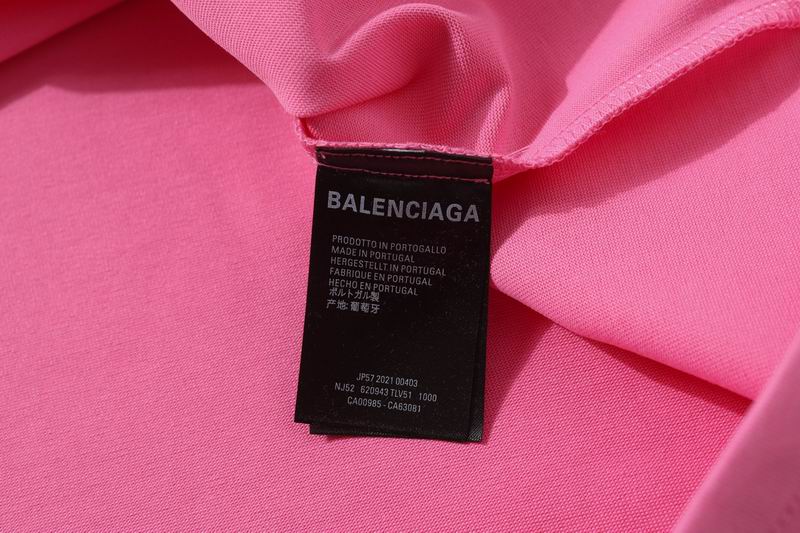 BALENCIAGA
PRODOTTO IN PORTOGALLO
MADE IN PORTUGAL
HERGESTELLT IN PORTUGAL
FABRIQUE EN PORTUGAL
HECHO EN PORTUGAL
ポルトガル製
产地:葡萄牙
JP57 2021 00403
NJ52 620943 TLV51 1000
CA00985 - CA63081